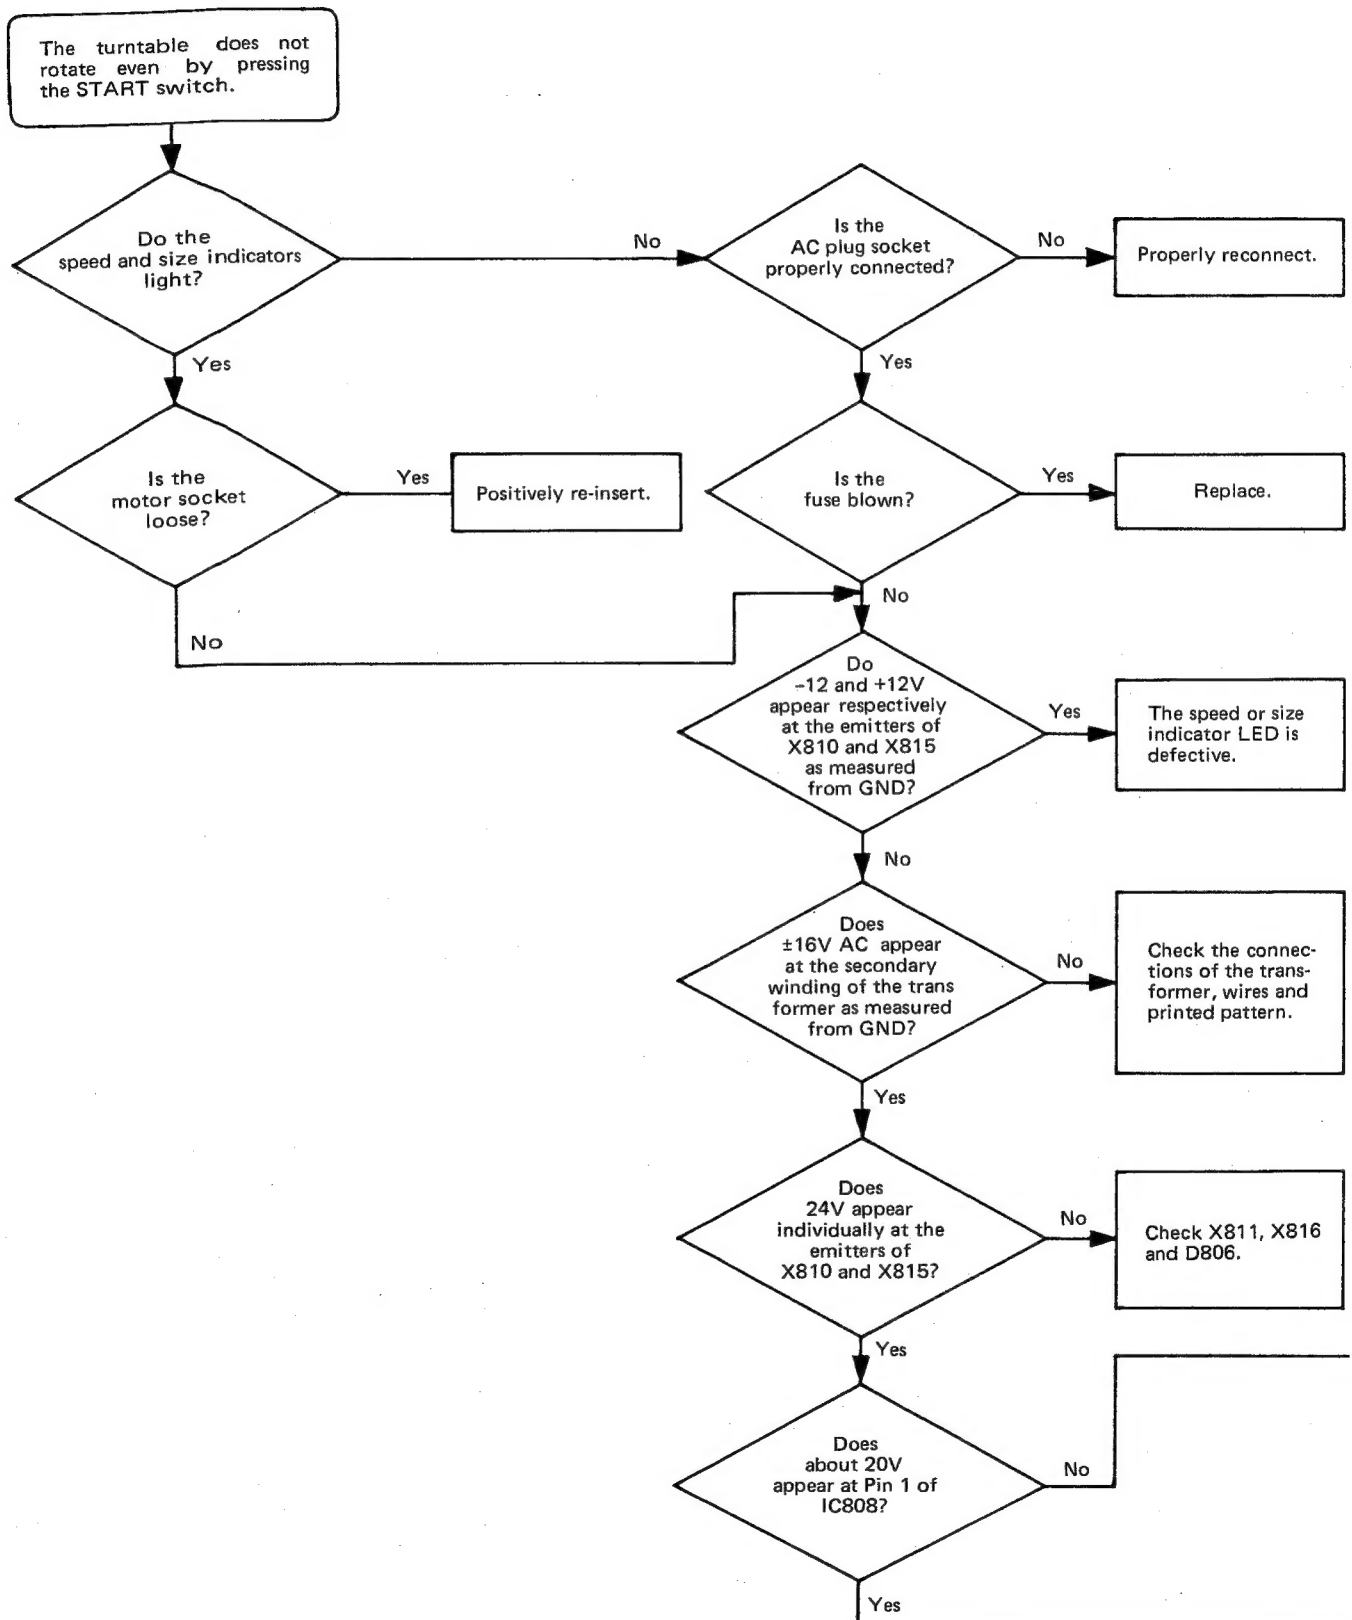 The turntable does not
rotate even by pressing
the START switch.
Do the
speed and size indicators
light?
No
Is the
AC plug socket
properly connected?
No
Properly reconnect.
Yes
Yes
Is the
motor socket
loose?
Yes
Positively re-insert.
Is the
fuse blown?
Yes
Replace.
No
No
Do
-12 and +12V
appear respectively
at the emitters of
X810 and X815
as measured
from GND?
Yes
The speed or size
indicator LED is
defective.
No
Does
±16V AC appear
at the secondary
winding of the trans
former as measured
from GND?
No
Check the connec-
tions of the trans-
former, wires and
printed pattern.
Yes
Does
24V appear
individually at the
emitters of
X810 and X815?
No
Check X811, X816
and D806.
Yes
Does
about 20V
appear at Pin 1 of
IC808?
No
Yes